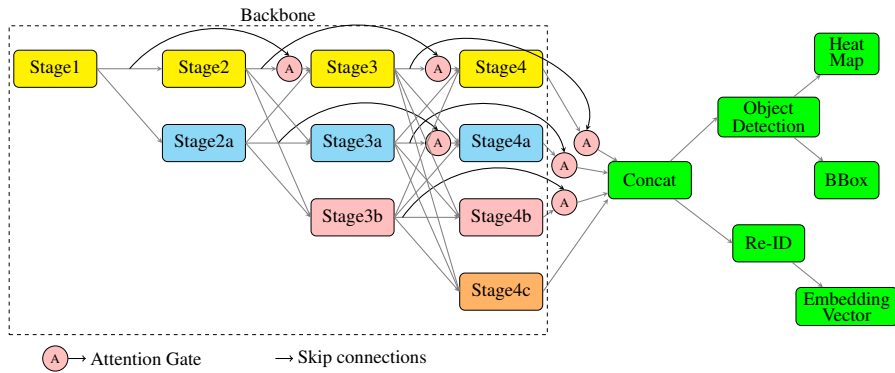 Backbone
Stage1
Stage2
A
Stage3
A
Stage4
Stage2a
Stage3a
A
Stage4a
A
A
Stage3b
Stage4b
A
Stage4c
Concat
Heat
Map
Object
Detection
BBox
Re-ID
Embedding
Vector
A
Attention Gate
Skip connections